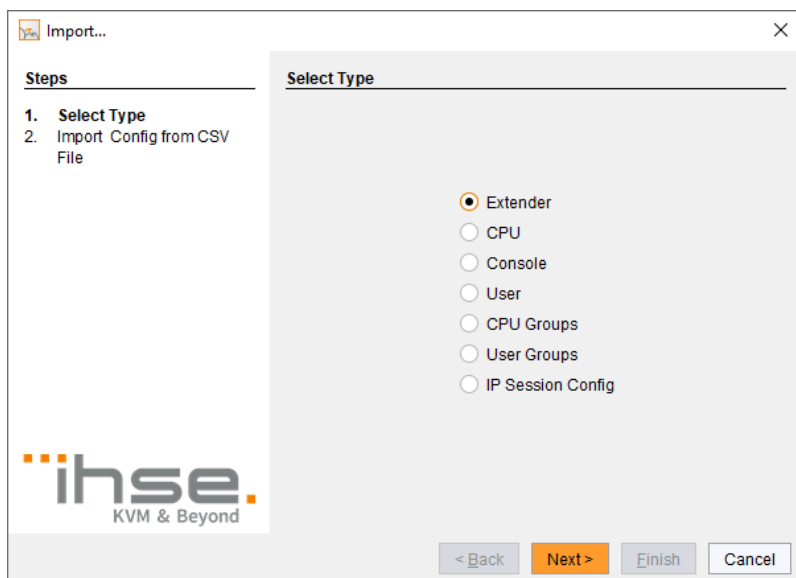 Import...
Steps
1. Select Type
2. Import Config from CSV
File
Select Type
Extender
CPU
Console
User
CPU Groups
User Groups
IP Session Config
ihse.
KVM & Beyond
< Back
Next >
Finish
Cancel